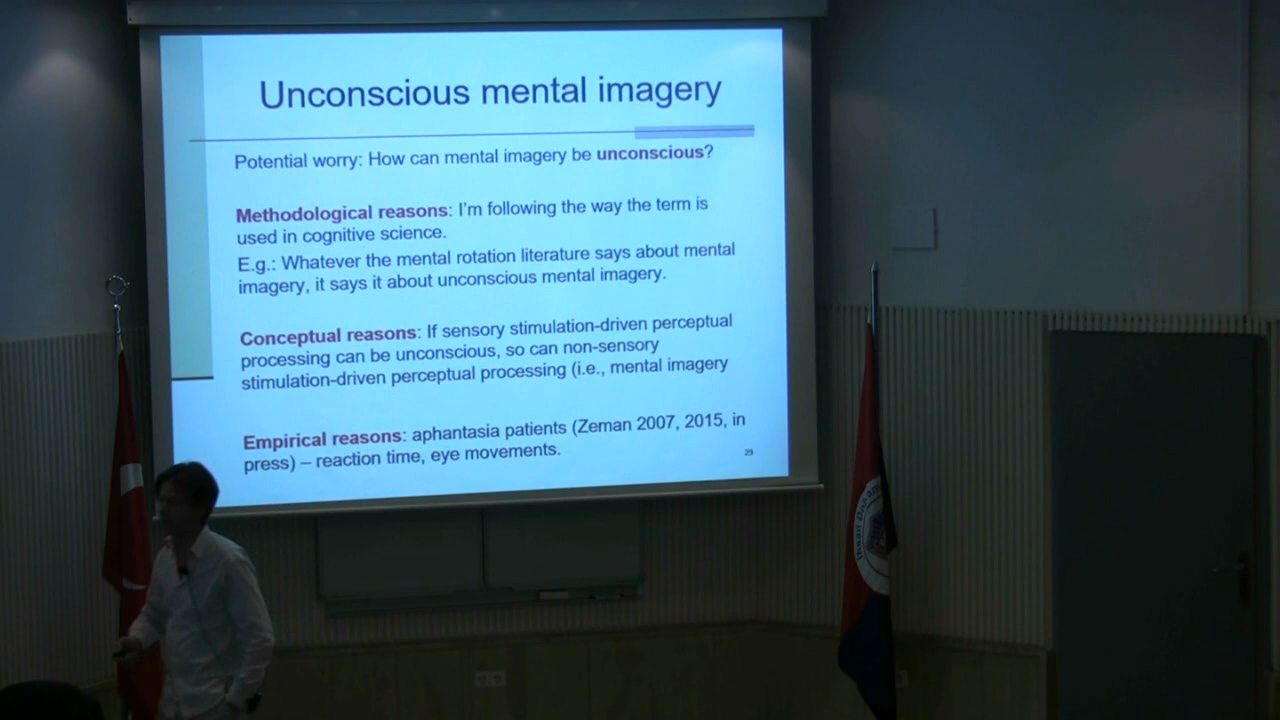 Unconscious mental imagery
Potential worry: How can mental imagery be unconscious?
Methodological reasons: I'm following the way the term is
used in cognitive science.
E.g.: Whatever the mental rotation literature says about mental
imagery, it says it about unconscious mental imagery.
Conceptual reasons: If sensory stimulation-driven perceptual
processing can be unconscious, so can non-sensory
stimulation-driven perceptual processing (i.e., mental imagery
Empirical reasons: aphantasia patients (Zeman 2007, 2015, in
press) – reaction time, eye movements.
23